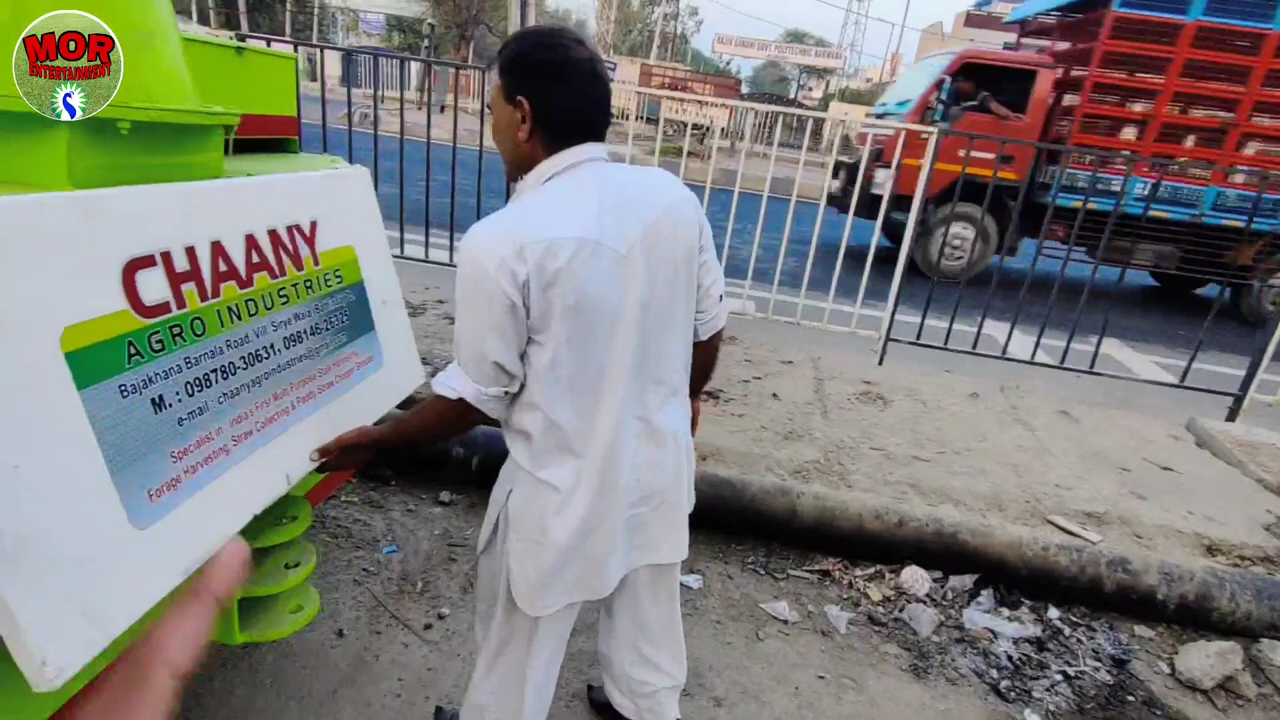 MOR
ENTERTAINMENT
RAJIV GANDHI GOVT. POLYTECHNIC NARWANA
CHAANY
AGRO INDUSTRIES
Bajakhana Barnala Road, Vill. Sirye Wala
M. : 098780-30631, 098146-26325
e-mail : chaanyagroindustries@gmail.com
Specialist in : India's First Multi Purpose
Forage Harvesting, Straw Collecting & Paddy Straw Chopper Shredder